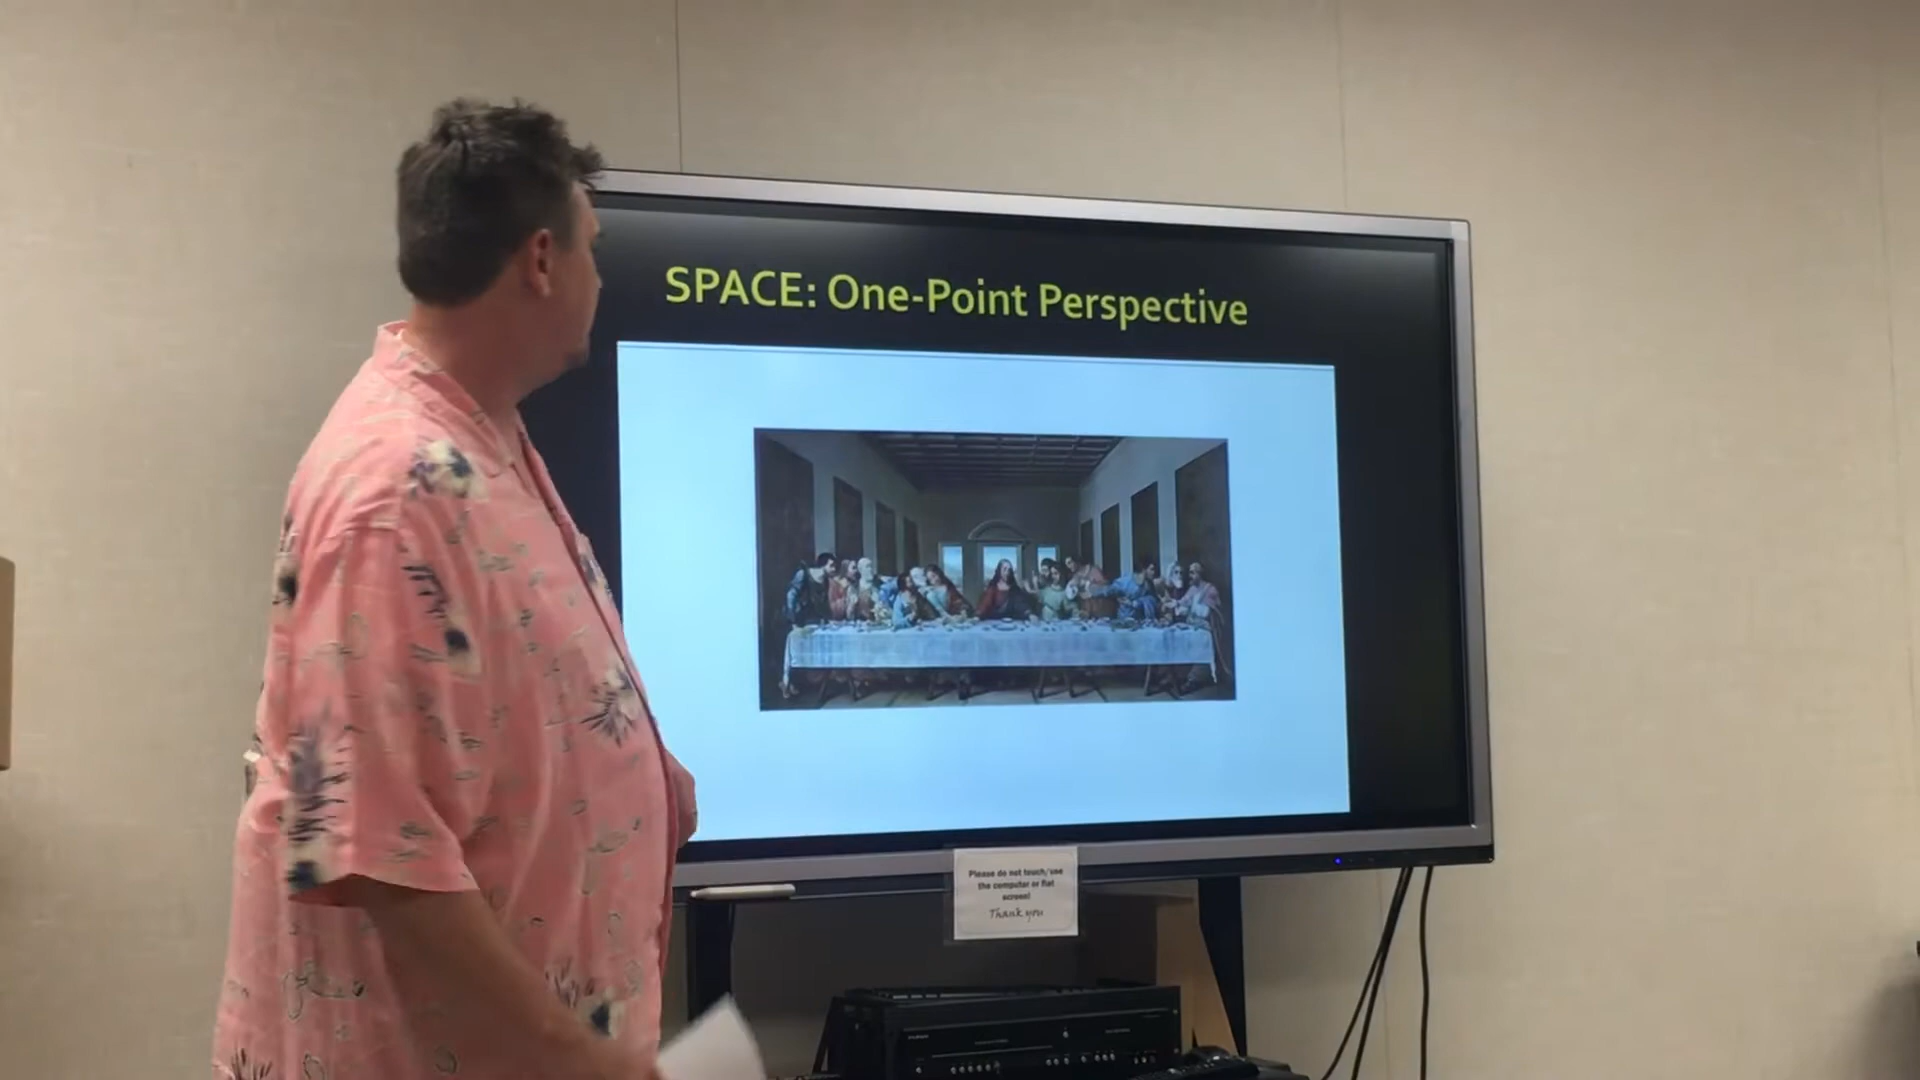 SPACE: One-Point Perspective
Please do not touch/use
the computer or flat
screen!
Thank you